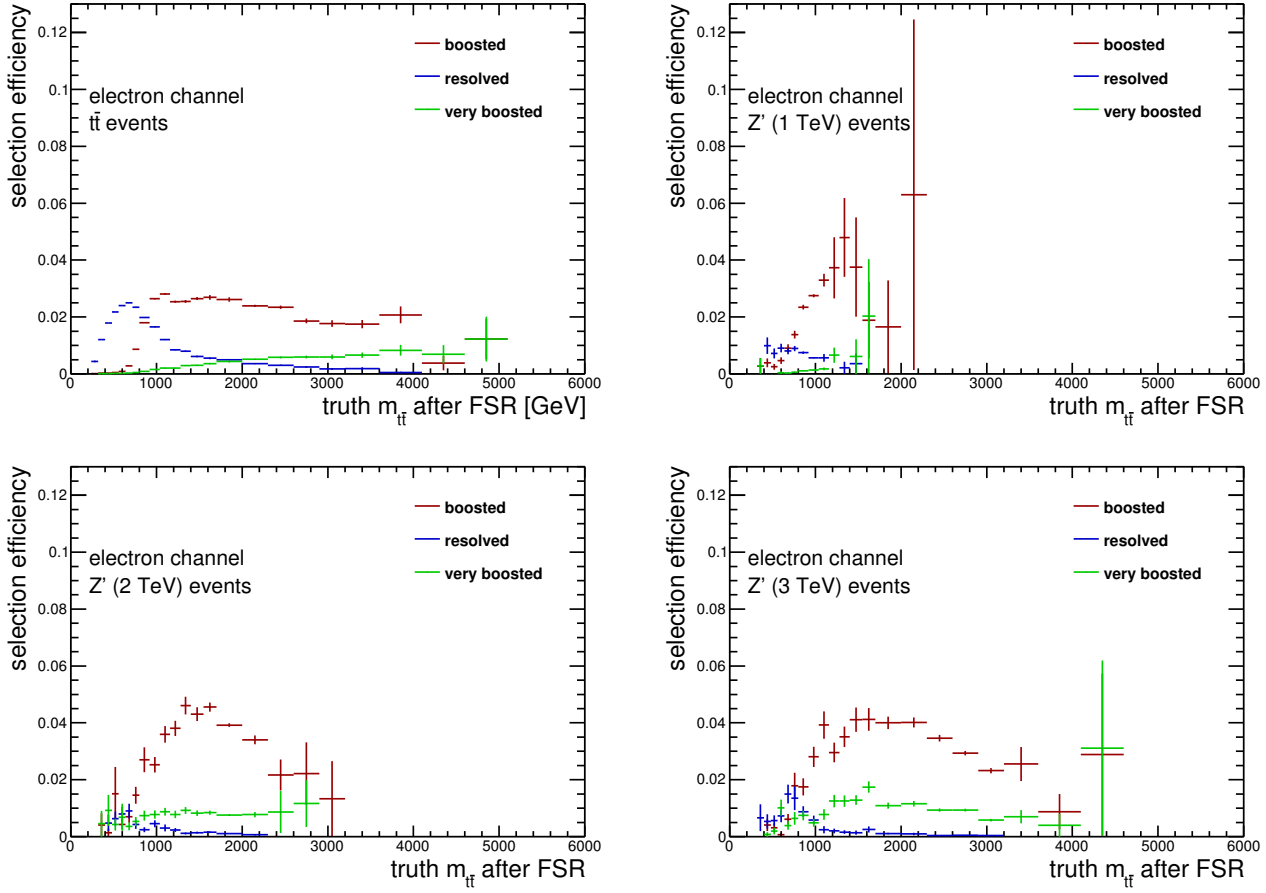 selection efficiency
0.12
0.1
0.08
0.06
0.04
0.02
0
boosted
resolved
very boosted
electron channel
tt̄ events
0 1000 2000 3000 4000 5000 6000
truth m_tt̄ after FSR [GeV]
selection efficiency
0.12
0.1
0.08
0.06
0.04
0.02
0
boosted
resolved
very boosted
electron channel
Z' (1 TeV) events
0 1000 2000 3000 4000 5000 6000
truth m_tt̄ after FSR
selection efficiency
0.12
0.1
0.08
0.06
0.04
0.02
0
boosted
resolved
very boosted
electron channel
Z' (2 TeV) events
0 1000 2000 3000 4000 5000 6000
truth m_tt̄ after FSR
selection efficiency
0.12
0.1
0.08
0.06
0.04
0.02
0
boosted
resolved
very boosted
electron channel
Z' (3 TeV) events
0 1000 2000 3000 4000 5000 6000
truth m_tt̄ after FSR